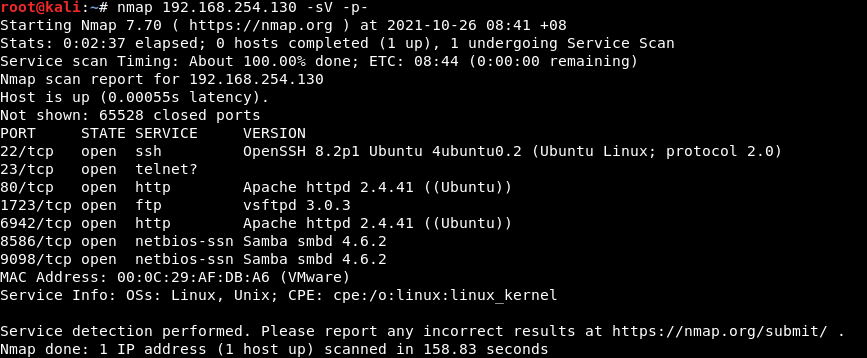 root@kali:~# nmap 192.168.254.130 -sV -p-
Starting Nmap 7.70 ( https://nmap.org ) at 2021-10-26 08:41 +08
Stats: 0:02:37 elapsed; 0 hosts completed (1 up), 1 undergoing Service Scan
Service scan Timing: About 100.00% done; ETC: 08:44 (0:00:00 remaining)
Nmap scan report for 192.168.254.130
Host is up (0.00055s latency).
Not shown: 65528 closed ports
PORT     STATE SERVICE     VERSION
22/tcp   open  ssh         OpenSSH 8.2p1 Ubuntu 4ubuntu0.2 (Ubuntu Linux; protocol 2.0)
23/tcp   open  telnet?
80/tcp   open  http        Apache httpd 2.4.41 ((Ubuntu))
1723/tcp open  ftp         vsftpd 3.0.3
6942/tcp open  http        Apache httpd 2.4.41 ((Ubuntu))
8586/tcp open  netbios-ssn Samba smbd 4.6.2
9098/tcp open  netbios-ssn Samba smbd 4.6.2
MAC Address: 00:0C:29:AF:DB:A6 (VMware)
Service Info: OSs: Linux, Unix; CPE: cpe:/o:linux:linux_kernel

Service detection performed. Please report any incorrect results at https://nmap.org/submit/ .
Nmap done: 1 IP address (1 host up) scanned in 158.83 seconds